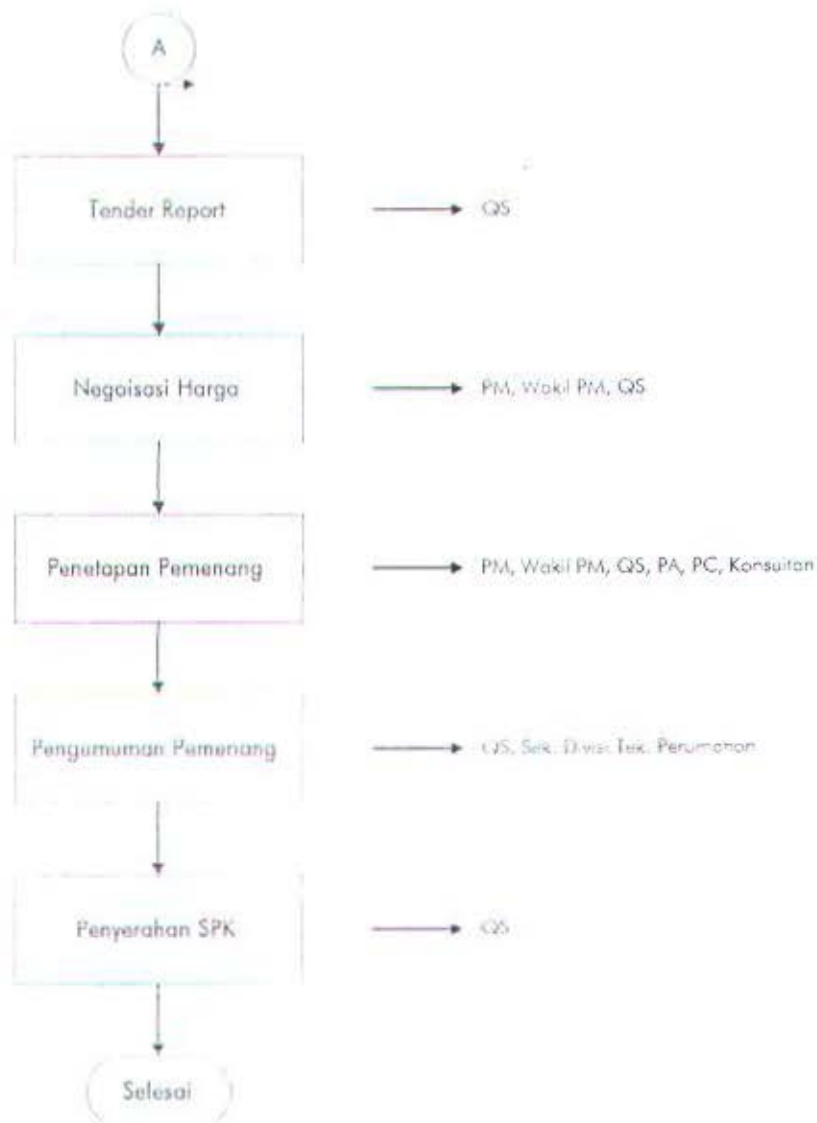 A
Tender Report
QS
Negoisasi Harga
PM, Wakil PM, QS
Penetapan Pemenang
PM, Wakil PM, QS, PA, PC, Konsultan
Pengumuman Pemenang
QS, Sek. Divisi Tek. Perumahan
Penyerahan SPK
QS
Selesai